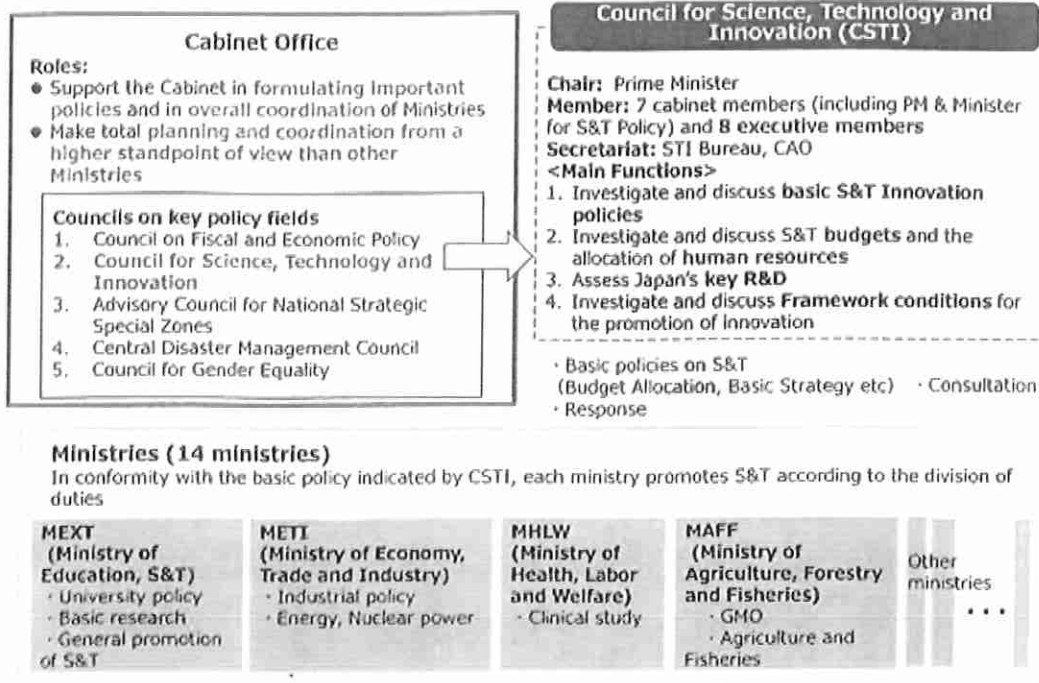 Cabinet Office
Roles:
● Support the Cabinet in formulating important
policies and in overall coordination of Ministries
● Make total planning and coordination from a
higher standpoint of view than other
Ministries
Councils on key policy fields
1. Council on Fiscal and Economic Policy
2. Council for Science, Technology and
Innovation
3. Advisory Council for National Strategic
Special Zones
4. Central Disaster Management Council
5. Council for Gender Equality
Council for Science, Technology and
Innovation (CSTI)
Chair: Prime Minister
Member: 7 cabinet members (including PM & Minister
for S&T Policy) and 8 executive members
Secretariat: STI Bureau, CAO
<Main Functions>
1. Investigate and discuss basic S&T Innovation
policies
2. Investigate and discuss S&T budgets and the
allocation of human resources
3. Assess Japan's key R&D
4. Investigate and discuss Framework conditions for
the promotion of innovation
· Basic policies on S&T
(Budget Allocation, Basic Strategy etc) · Consultation
· Response
Ministries (14 ministries)
In conformity with the basic policy indicated by CSTI, each ministry promotes S&T according to the division of
duties
MEXT
(Ministry of
Education, S&T)
· University policy
· Basic research
· General promotion
of S&T
METI
(Ministry of Economy,
Trade and Industry)
· Industrial policy
· Energy, Nuclear power
MHLW
(Ministry of
Health, Labor
and Welfare)
· Clinical study
MAFF
(Ministry of
Agriculture, Forestry
and Fisheries)
· GMO
· Agriculture and
Fisheries
Other
ministries
• • •